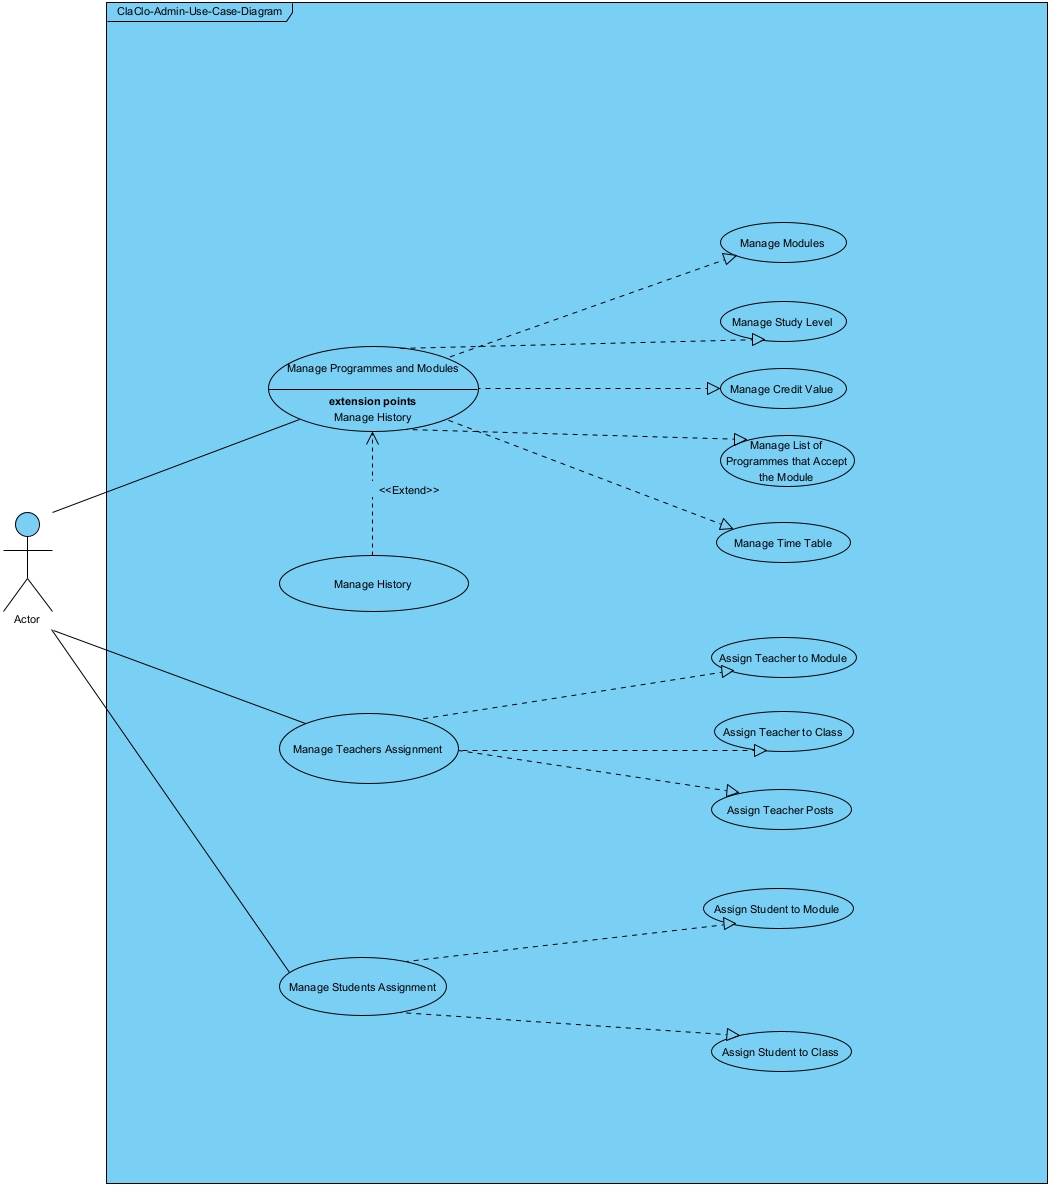 ClaClo-Admin-Use-Case-Diagram
Manage Modules
Manage Study Level
Manage Programmes and Modules
extension points
Manage History
Manage Credit Value
Manage List of
Programmes that Accept
the Module
<<Extend>>
Manage Time Table
Manage History
Actor
Assign Teacher to Module
Assign Teacher to Class
Manage Teachers Assignment
Assign Teacher Posts
Assign Student to Module
Manage Students Assignment
Assign Student to Class